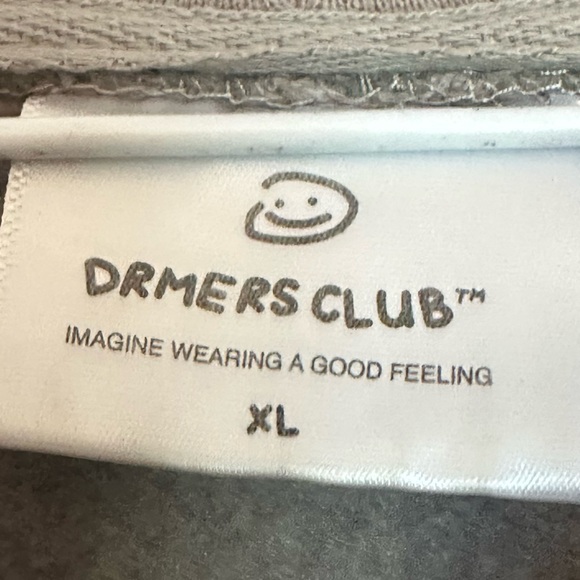 DRMERS CLUB™
IMAGINE WEARING A GOOD FEELING
XL